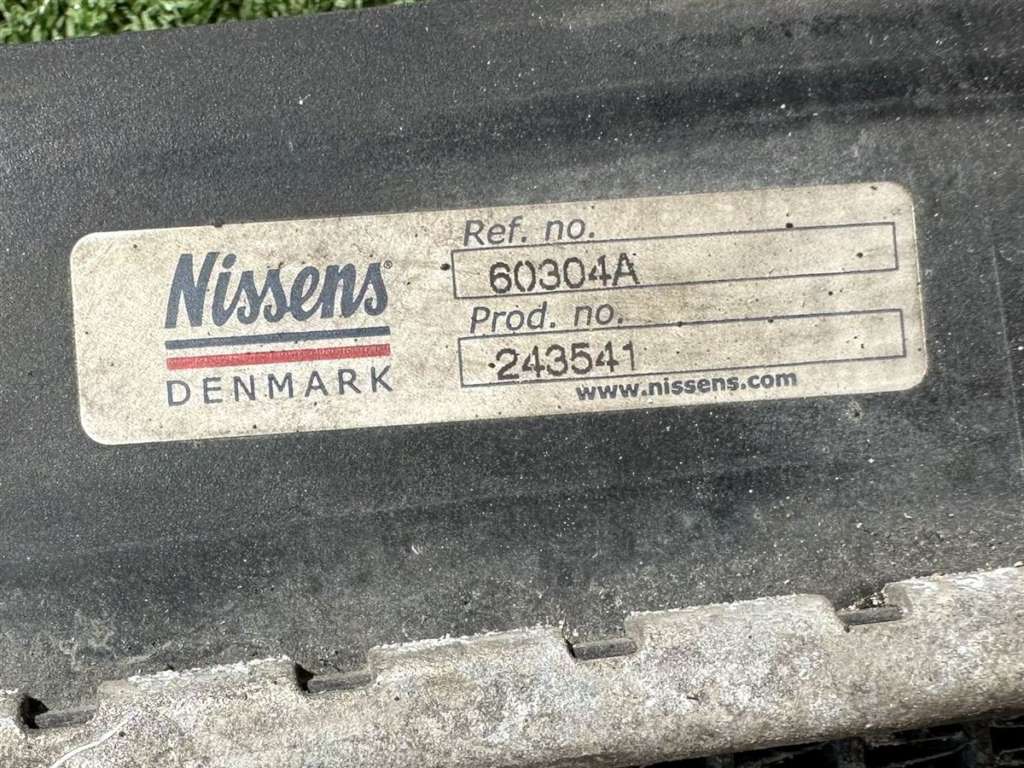 Nissens®
DENMARK
Ref. no.
60304A
Prod. no.
243541
www.nissens.com